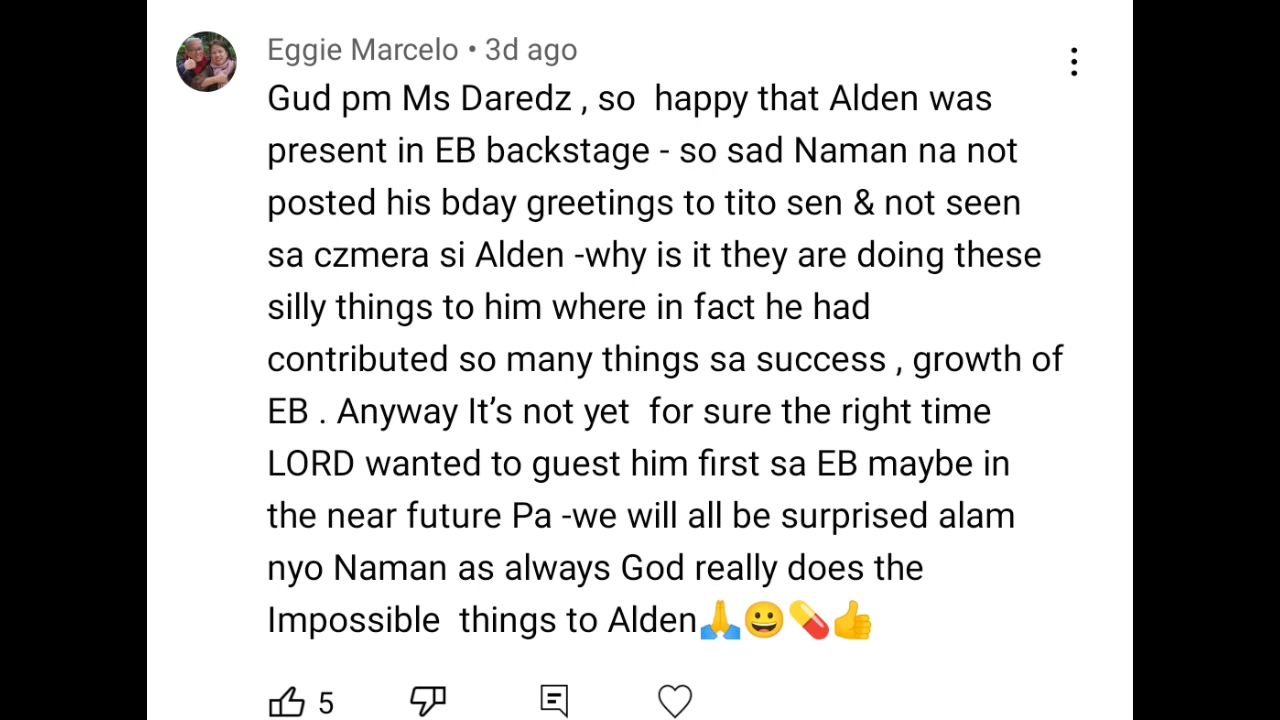 Eggie Marcelo • 3d ago
Gud pm Ms Daredz , so  happy that Alden was
present in EB backstage - so sad Naman na not
posted his bday greetings to tito sen & not seen
sa czmera si Alden -why is it they are doing these
silly things to him where in fact he had
contributed so many things sa success , growth of
EB . Anyway It’s not yet  for sure the right time
LORD wanted to guest him first sa EB maybe in
the near future Pa -we will all be surprised alam
nyo Naman as always God really does the
Impossible  things to Alden🙏😀💊👍
5